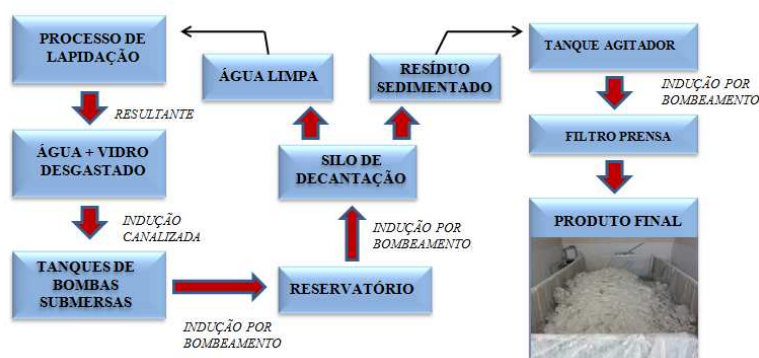 PROCESSO DE
LAPIDAÇÃO
RESULTANTE
ÁGUA + VIDRO
DESGASTADO
INDUÇÃO
CANALIZADA
TANQUES DE
BOMBAS
SUBMERSAS
INDUÇÃO POR
BOMBEAMENTO
RESERVATÓRIO
INDUÇÃO POR
BOMBEAMENTO
SILO DE
DECANTAÇÃO
ÁGUA LIMPA
RESÍDUO
SEDIMENTADO
TANQUE AGITADOR
INDUÇÃO POR
BOMBEAMENTO
FILTRO PRENSA
PRODUTO FINAL